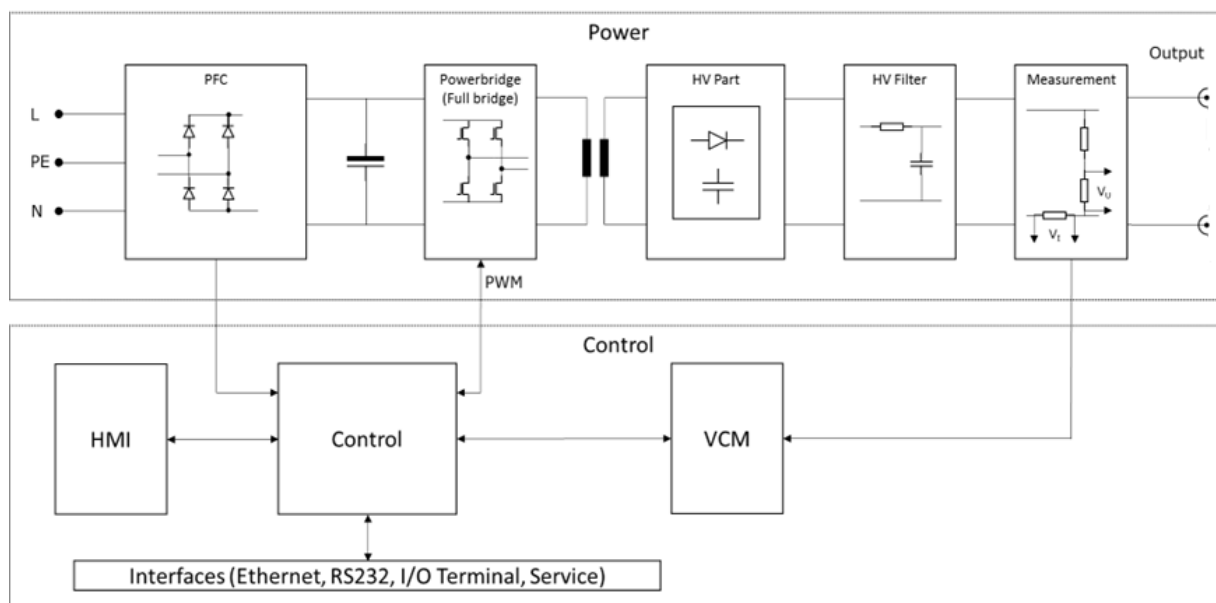 Power
Output
PFC
Powerbridge
(Full bridge)
HV Part
HV Filter
Measurement
L
PE
N
VU
VI
PWM
Control
HMI
Control
VCM
Interfaces (Ethernet, RS232, I/O Terminal, Service)